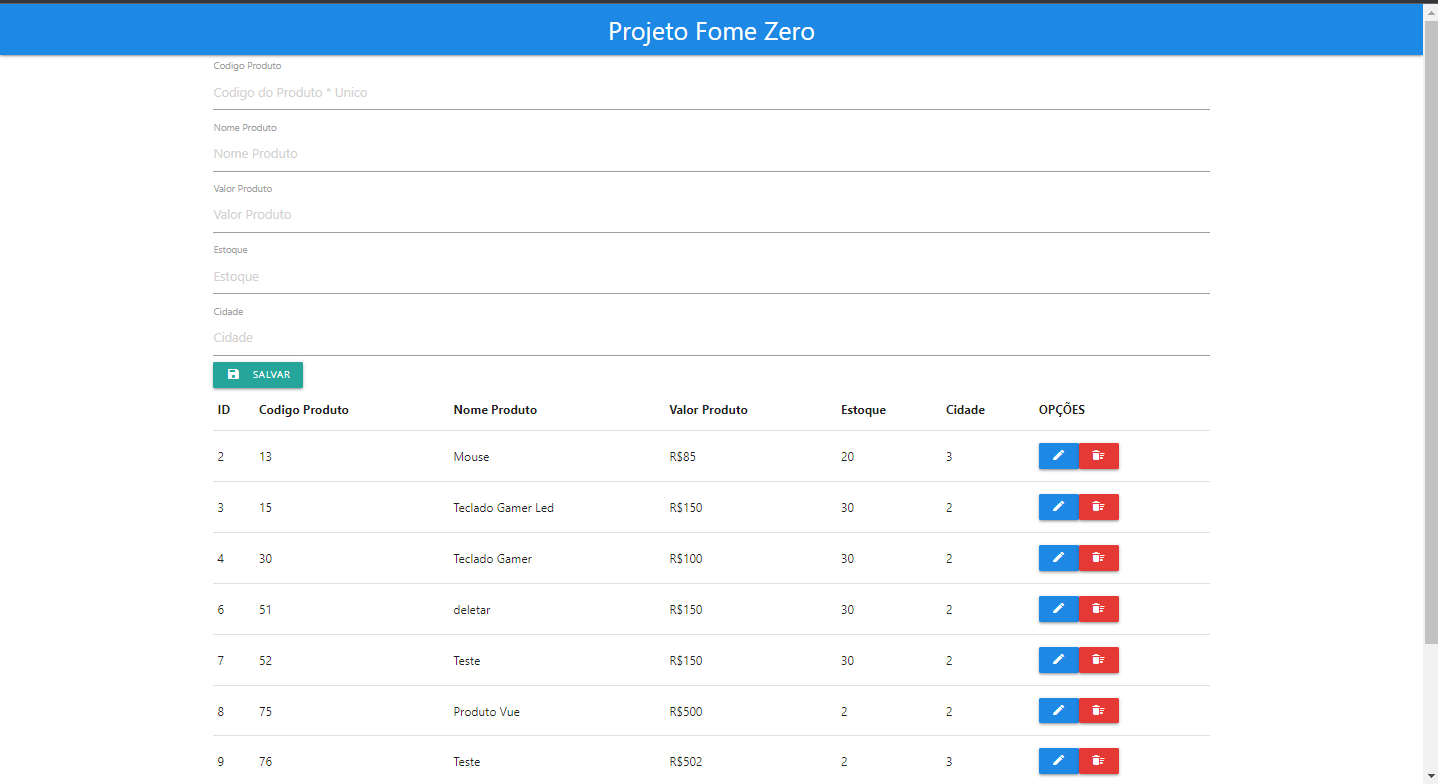 Projeto Fome Zero
Codigo Produto
Codigo do Produto * Unico
Nome Produto
Nome Produto
Valor Produto
Valor Produto
Estoque
Estoque
Cidade
Cidade
SALVAR
ID Codigo Produto Nome Produto Valor Produto Estoque Cidade OPÇÕES
2 13 Mouse R$85 20 3
3 15 Teclado Gamer Led R$150 30 2
4 30 Teclado Gamer R$100 30 2
6 51 deletar R$150 30 2
7 52 Teste R$150 30 2
8 75 Produto Vue R$500 2 2
9 76 Teste R$502 2 3